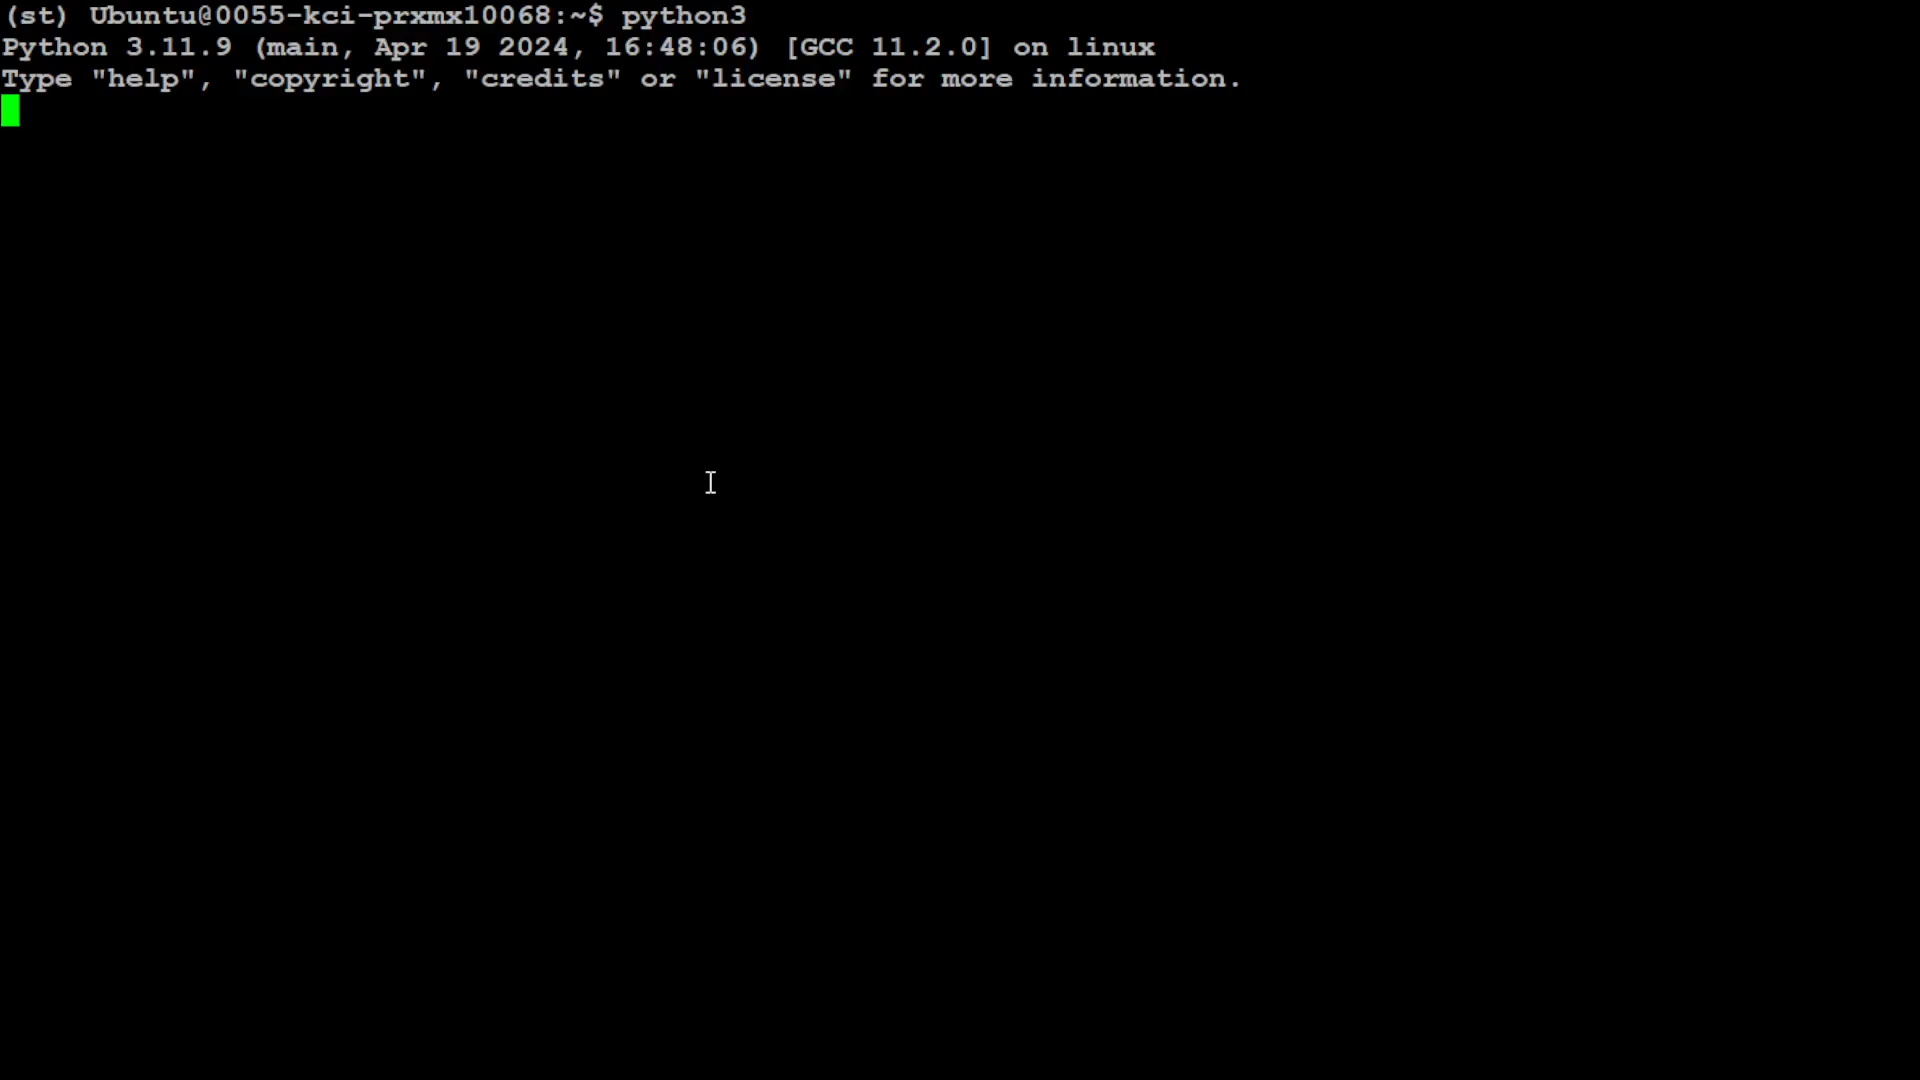 (st) Ubuntu@0055-kci-prxmx10068:~$ python3
Python 3.11.9 (main, Apr 19 2024, 16:48:06) [GCC 11.2.0] on linux
Type "help", "copyright", "credits" or "license" for more information.